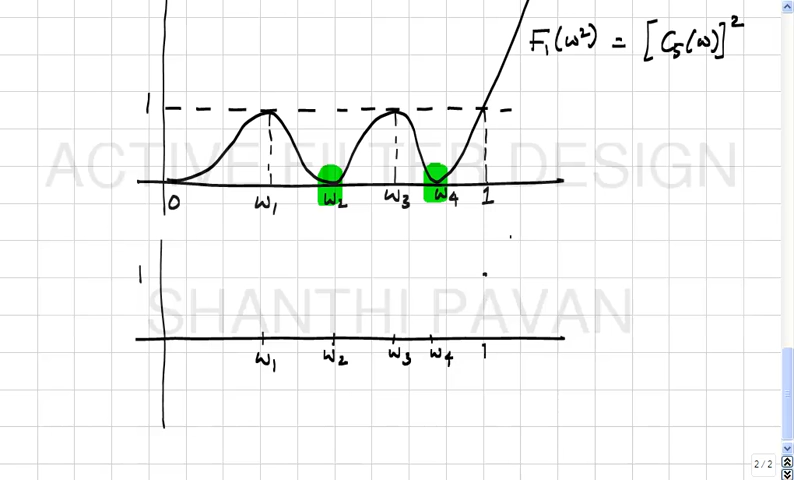 F₁(ω²) = [C₅(ω)]²
1
ACTIVE FILTER DESIGN
0 ω₁ ω₂ ω₃ ω₄ 1
1
SHANTHI PAVAN
ω₁ ω₂ ω₃ ω₄ 1
2 / 2